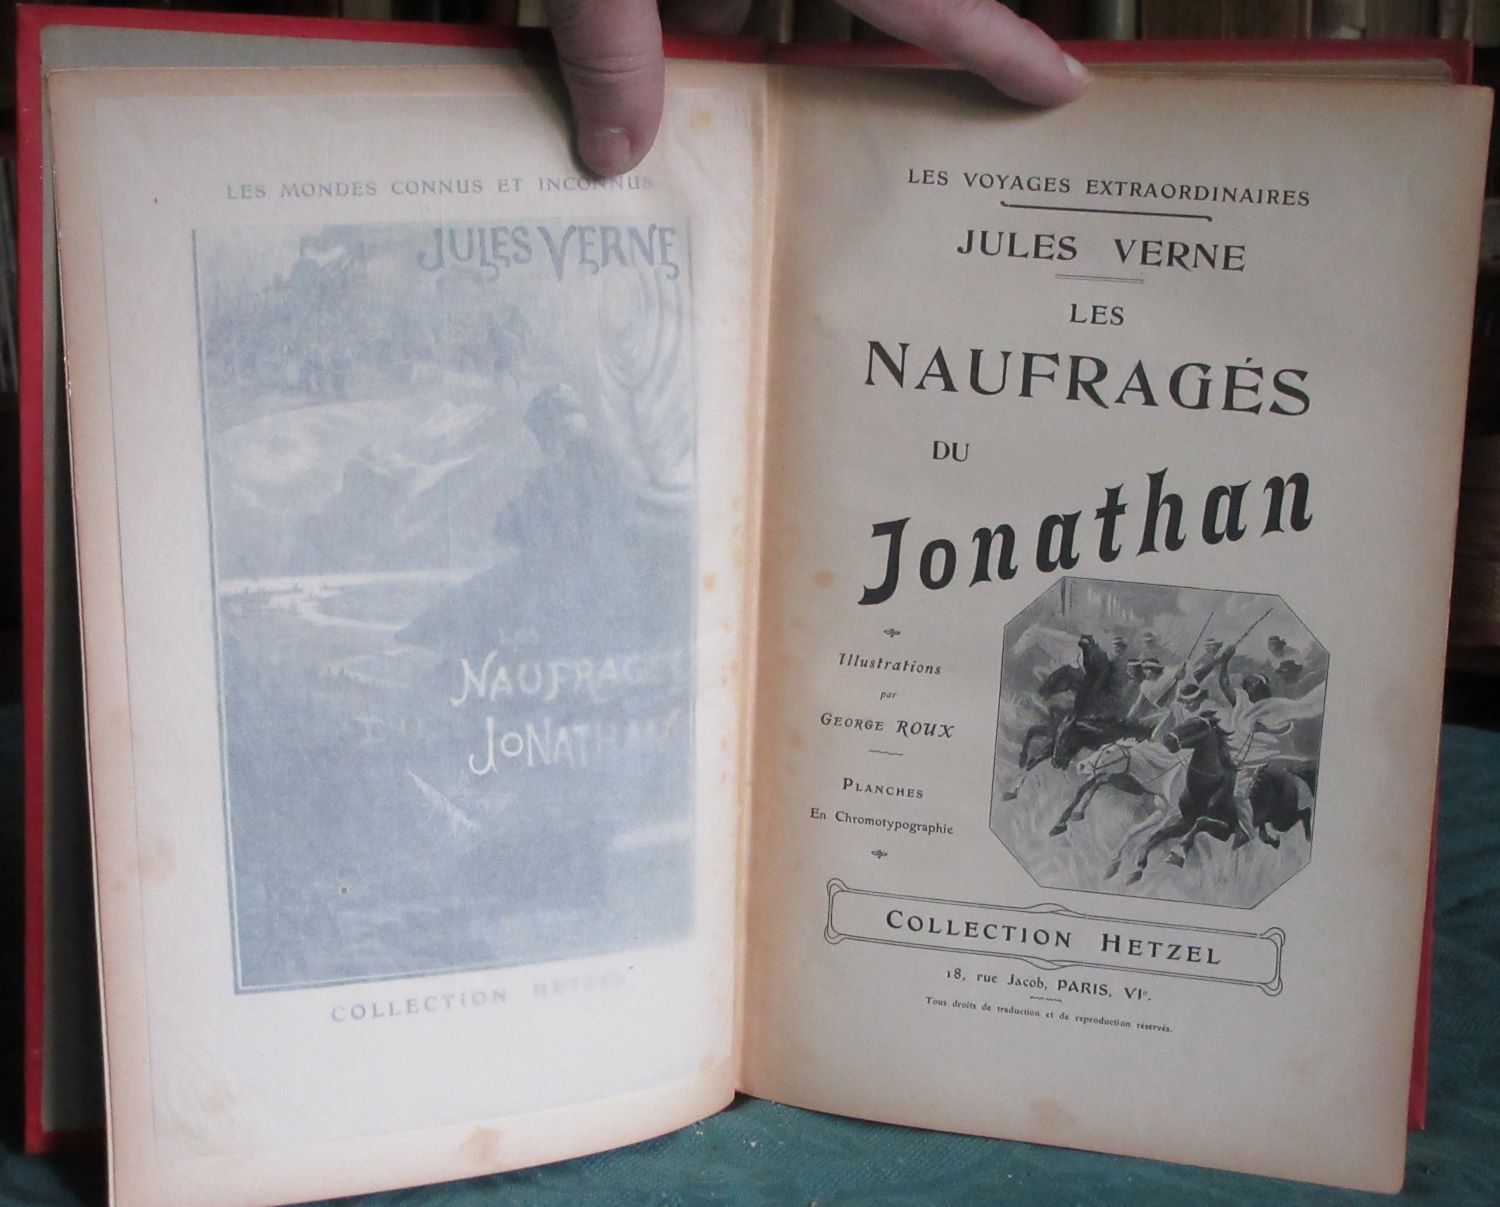 LES MONDES CONNUS ET INCONNUS
JULES VERNE
LES
NAUFRAGÉS
DU
JONATHAN
COLLECTION HETZEL
LES VOYAGES EXTRAORDINAIRES
JULES VERNE
LES
NAUFRAGÉS
DU
Jonathan
Illustrations
par
GEORGE ROUX
PLANCHES
En Chromotypographie
COLLECTION HETZEL
18, rue Jacob, PARIS, VIe.
Tous droits de traduction et de reproduction réservés.